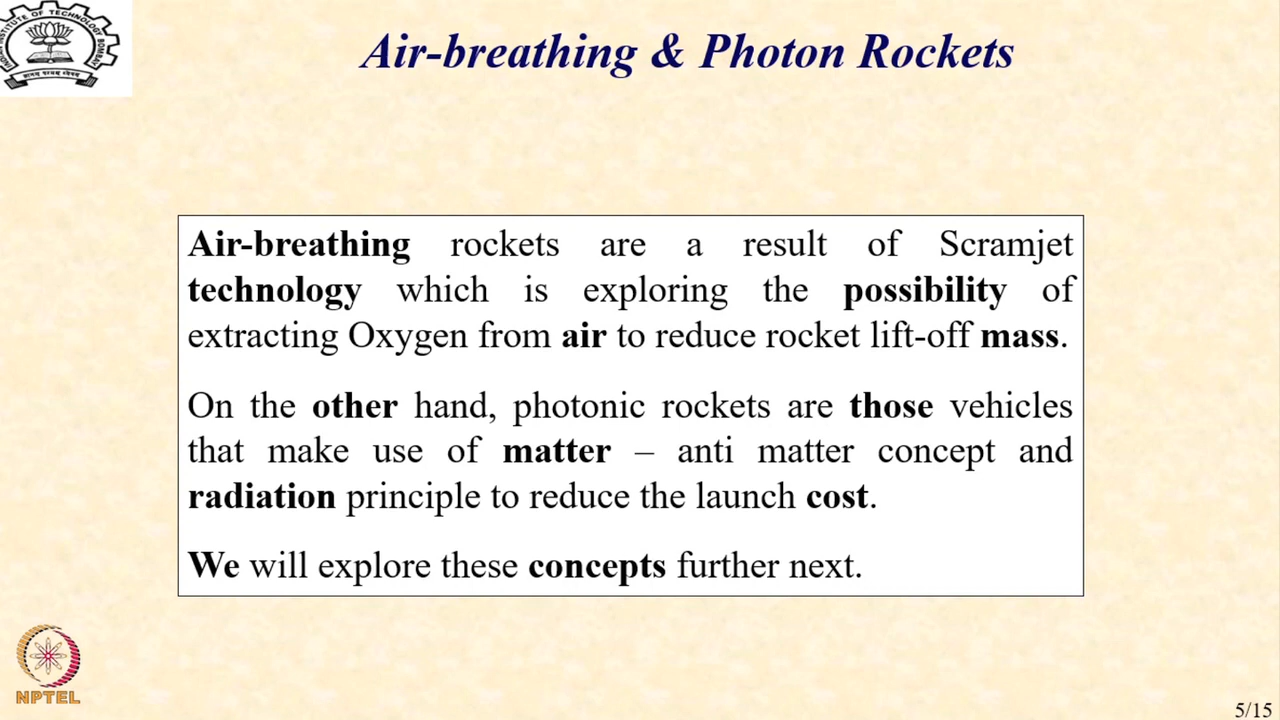 Air-breathing & Photon Rockets
Air-breathing rockets are a result of Scramjet
technology which is exploring the possibility of
extracting Oxygen from air to reduce rocket lift-off mass.
On the other hand, photonic rockets are those vehicles
that make use of matter – anti matter concept and
radiation principle to reduce the launch cost.
We will explore these concepts further next.
NPTEL
5/15